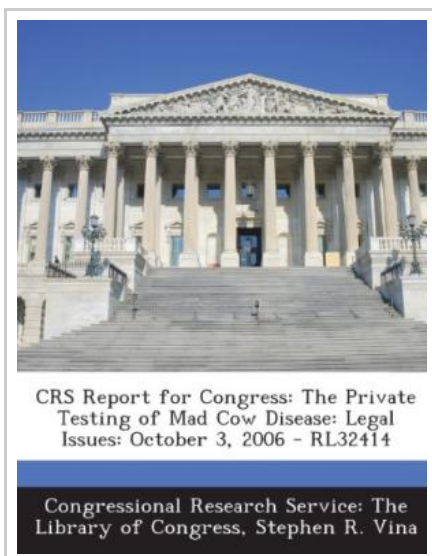 CRS Report for Congress: The Private
Testing of Mad Cow Disease: Legal
Issues: October 3, 2006 - RL32414
Congressional Research Service: The
Library of Congress, Stephen R. Vina